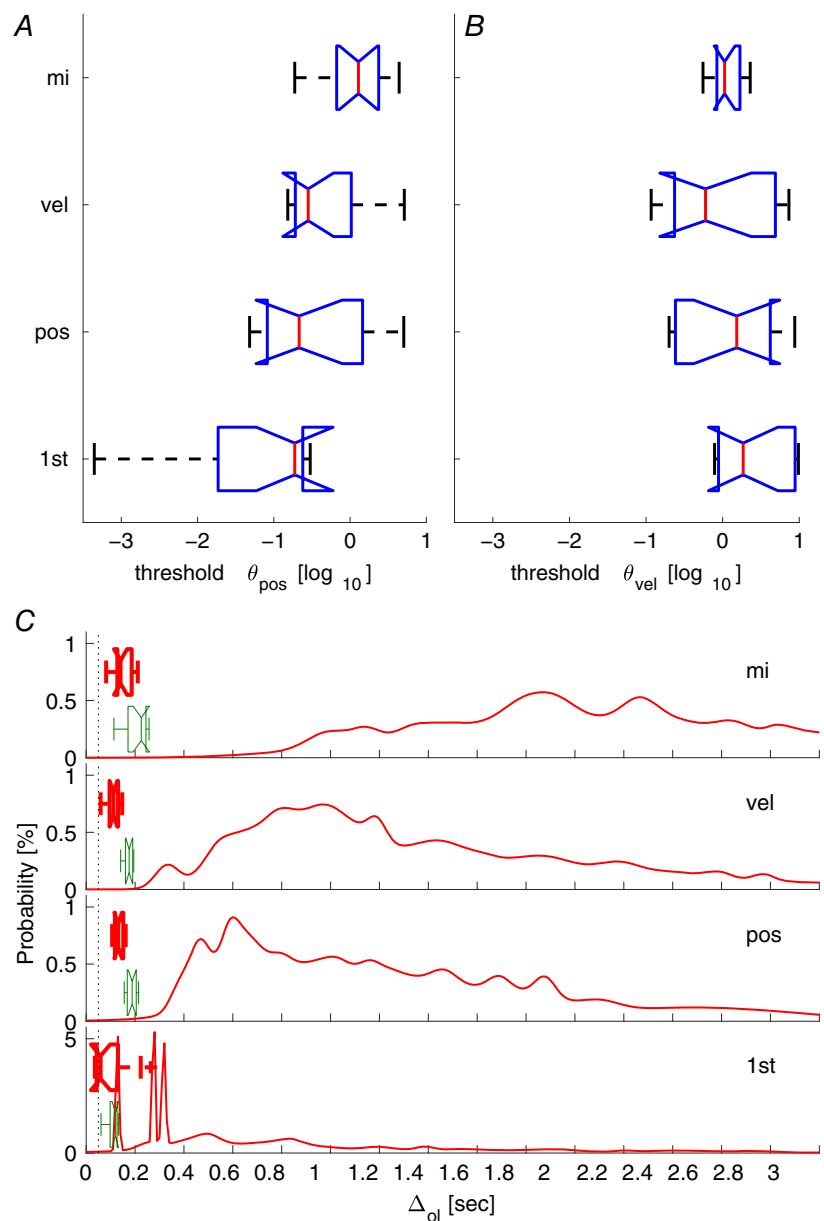 A
B
mi
vel
pos
1st
−3 −2 −1 0 1
threshold θpos [log 10]
−3 −2 −1 0 1
threshold θvel [log 10]
C
1
0.5
0
mi
1
0.5
0
vel
1
0.5
0
pos
5
0
1st
Probability [%]
0 0.2 0.4 0.6 0.8 1 1.2 1.4 1.6 1.8 2 2.2 2.4 2.6 2.8 3
Δol [sec]